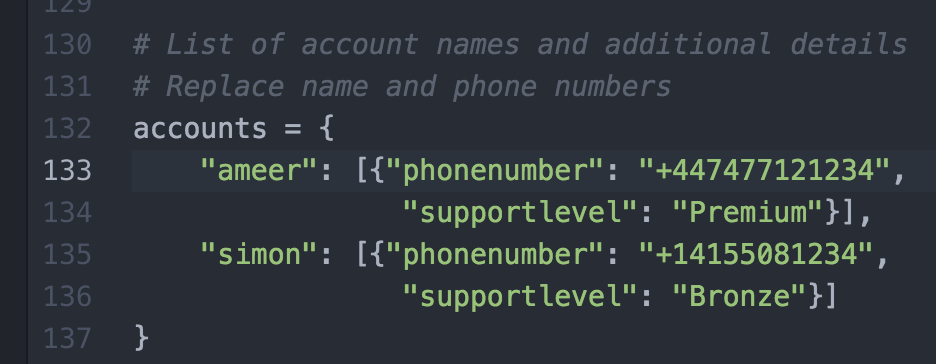 129
130 # List of account names and additional details
131 # Replace name and phone numbers
132 accounts = {
133 "ameer": [{"phonenumber": "+447477121234",
134 "supportlevel": "Premium"}],
135 "simon": [{"phonenumber": "+14155081234",
136 "supportlevel": "Bronze"}]
137 }